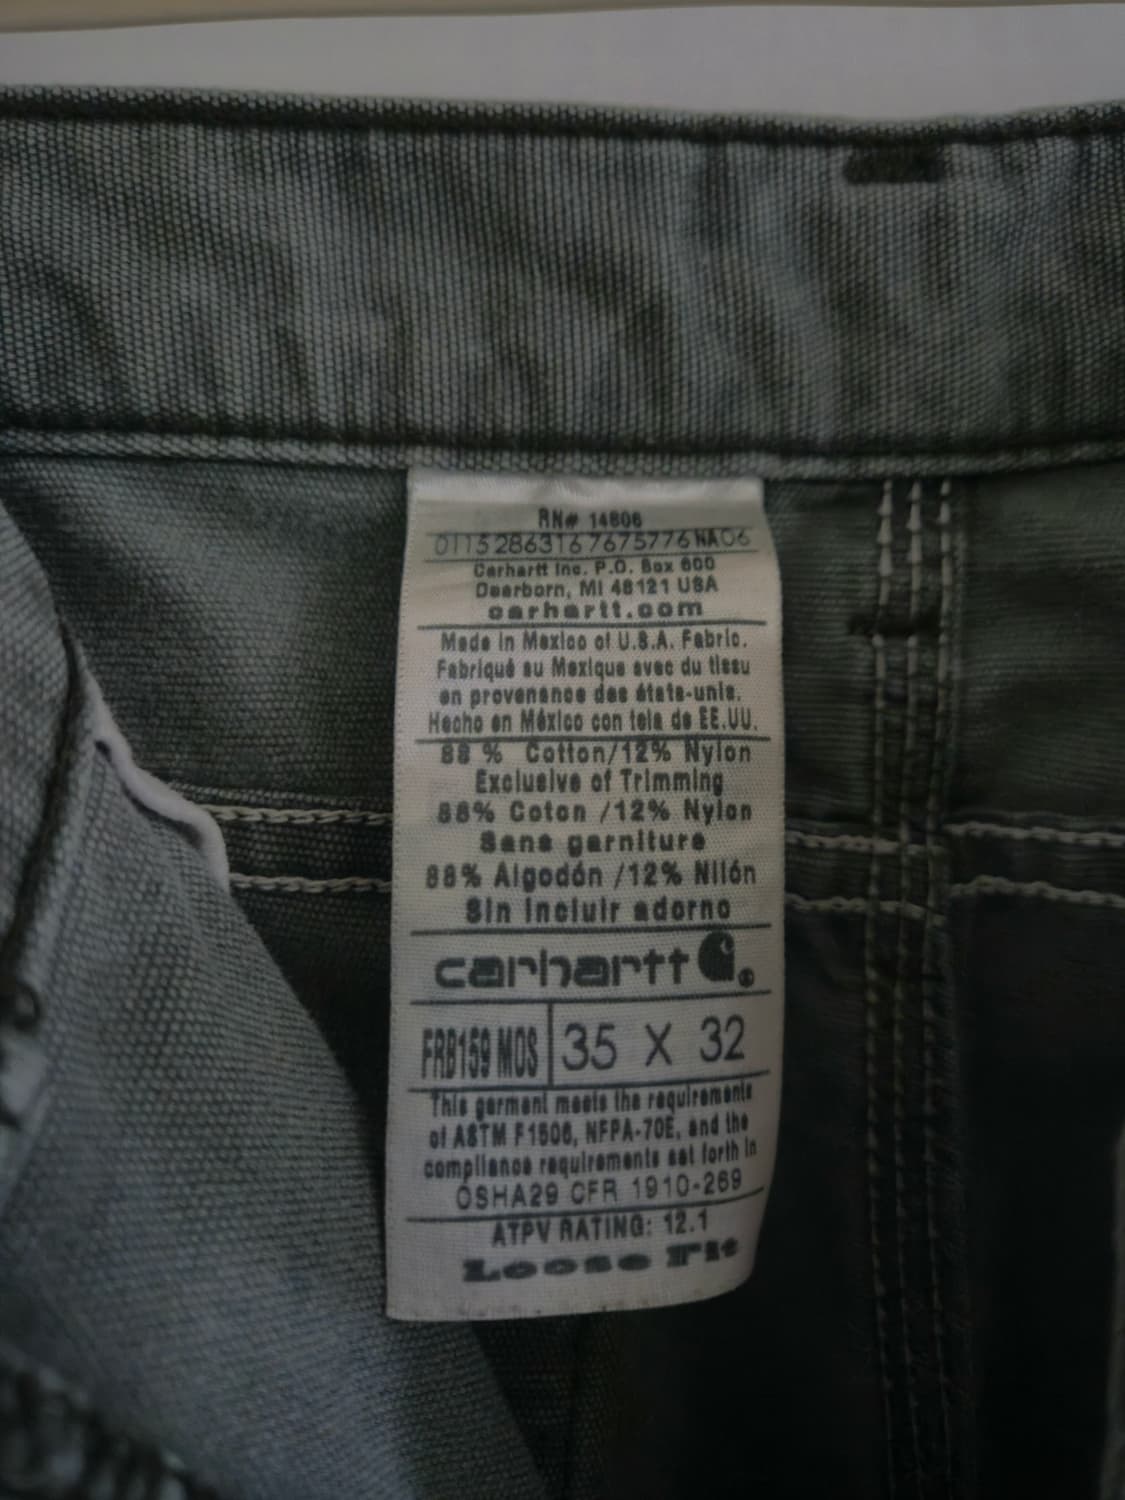 RN# 14806
0115286316 7675776 NA 06
Carhartt Inc. P.O. Box 600
Dearborn, MI 48121 USA
carhartt.com
Made in Mexico of U.S.A. Fabric.
Fabriqué au Mexique avec du tissu
en provenance des états-unis.
Hecho en México con tela de EE.UU.
88 % Cotton/12% Nylon
Exclusive of Trimming
88% Coton /12% Nylon
Sans garniture
88% Algodón /12% Nilón
Sin incluir adorno
carhartt
FRB159 MOS 35 X 32
This garment meets the requirements
of ASTM F1506, NFPA-70E, and the
compliance requirements set forth in
OSHA29 CFR 1910-269
ATPV RATING: 12.1
Loose Fit